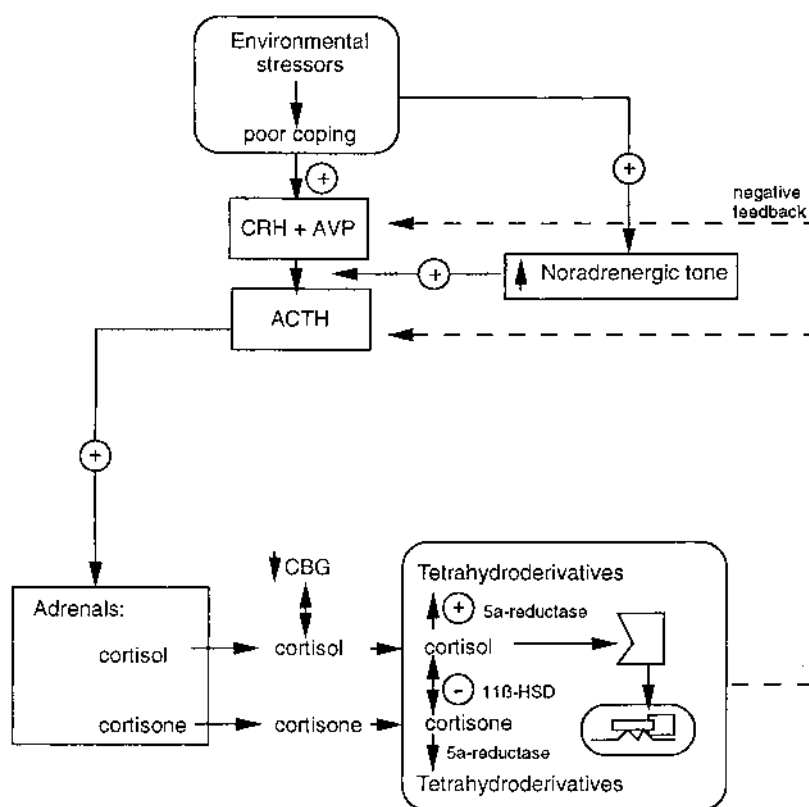 Environmental
stressors
poor coping
+
+
negative
feedback
CRH + AVP
+
Noradrenergic tone
ACTH
+
CBG
Tetrahydroderivatives
Adrenals:
+ 5a-reductase
cortisol
cortisol
cortisol
- 11ß-HSD
cortisone
cortisone
cortisone
5a-reductase
Tetrahydroderivatives